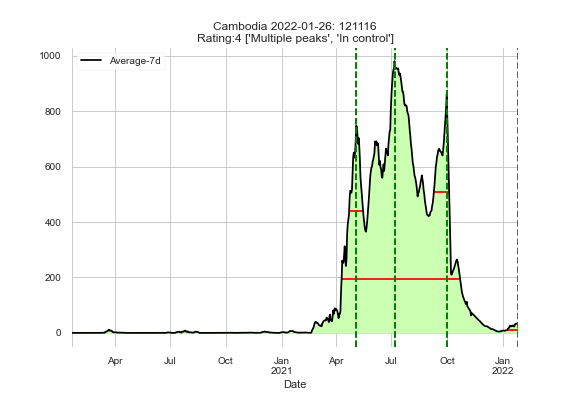 Cambodia 2022-01-26: 121116
Rating:4 ['Multiple peaks', 'In control']
Average-7d
1000
800
600
400
200
0
Apr Jul Oct Jan Apr Jul Oct Jan
2021 2022
Date